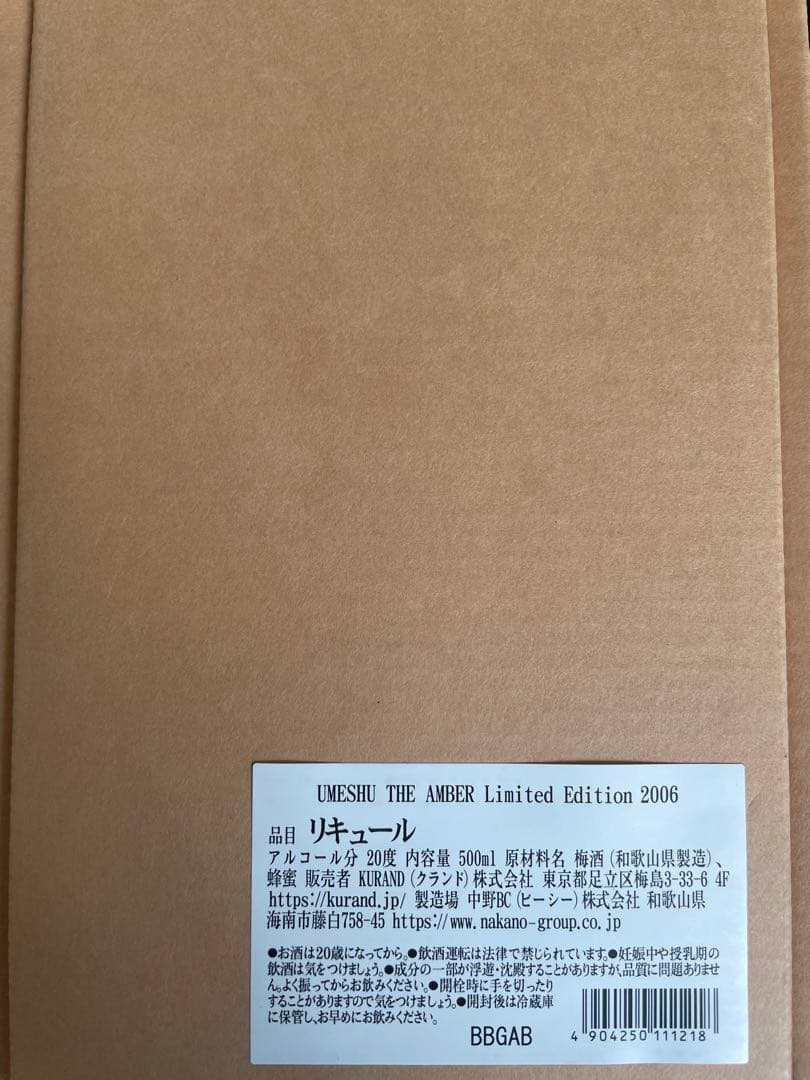 UMESHU THE AMBER Limited Edition 2006
品目 リキュール
アルコール分 20度 内容量 500ml 原材料名 梅酒(和歌山県製造)、
蜂蜜 販売者 KURAND(クランド)株式会社 東京都足立区梅島3-33-6 4F
https://kurand.jp/ 製造場 中野BC(ビーシー)株式会社 和歌山県
海南市藤白758-45 https://www.nakano-group.co.jp
●お酒は20歳になってから。●飲酒運転は法律で禁じられています。●妊娠中や授乳期の
飲酒は気をつけましょう。●成分の一部が浮遊・沈殿することがありますが、品質に問題ありませ
ん。よく振ってからお飲みください。●開栓時に手を切ったり
することがありますので気をつけましょう。●開封後は冷蔵庫
に保管し、お早めにお飲みください。
BBGAB
4 904250 111218